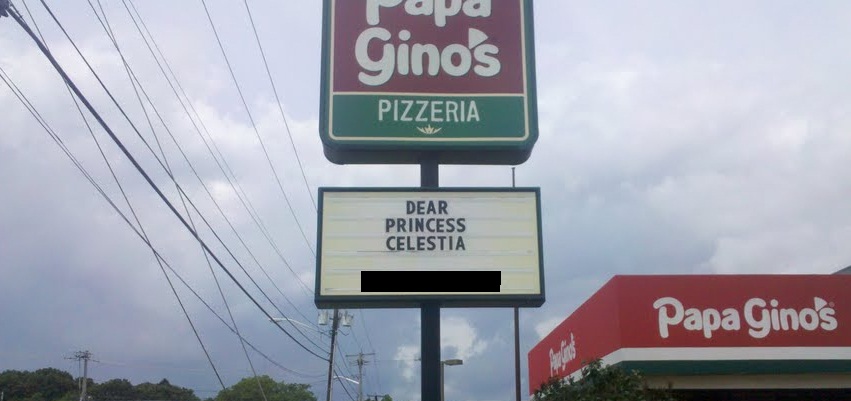 Papa
Gino's
PIZZERIA
DEAR
PRINCESS
CELESTIA
Papa Gino's
Papa Gino's